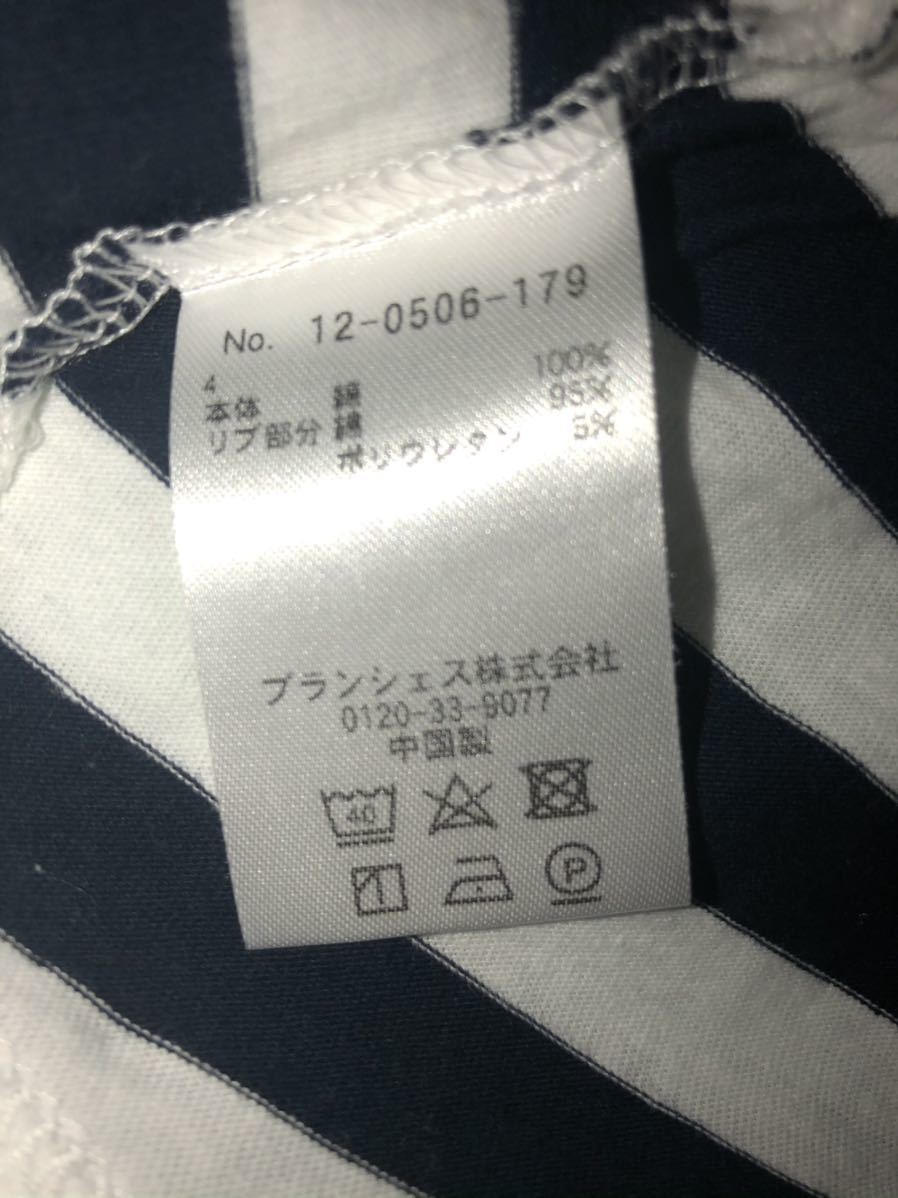 No. 12-0506-179
4
本体 綿 100%
リブ部分 綿 95%
ポリウレタン 5%
ブランシェス株式会社
0120-33-9077
中国製
40
P